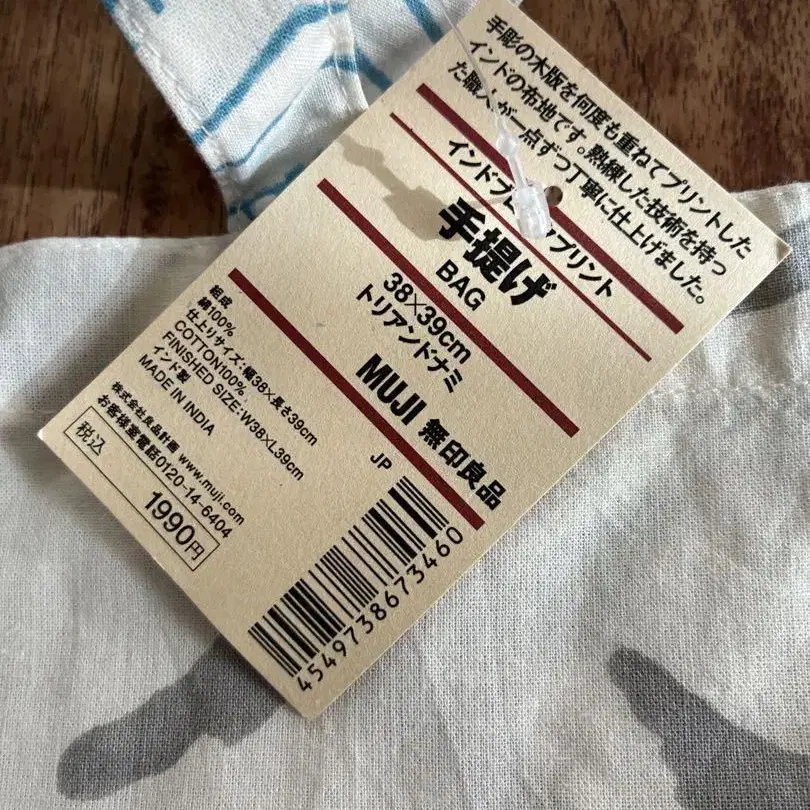 手彫の木版を何度も重ねてプリントした
インドの布地です。熟練した技術を持っ
た職人が一点ずつ丁寧に仕上げました。
インドブロックプリント
手提げ
BAG
38×39cm
トリアンドナミ
MUJI 無印良品
組成
綿100%
仕上りサイズ:幅38×長さ39cm
COTTON100%
FINISHED SIZE:W38×L39cm
インド製
MADE IN INDIA
株式会社良品計画 www.muji.com
お客様室電話0120-14-6404
税込
1990円
JP
4549738673460